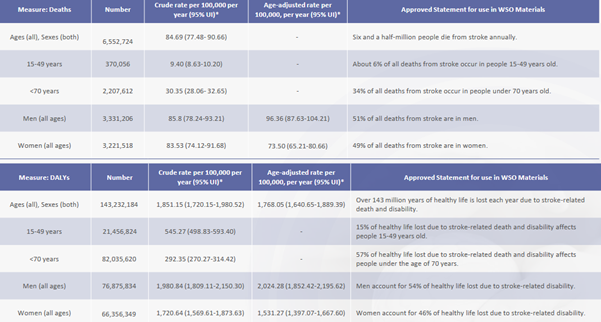 Measure: Deaths Number Crude rate per 100,000 per year (95% UI)* Age-adjusted rate per 100,000, per year (95% UI)* Approved Statement for use in WSO Materials
Ages (all), Sexes (both) 6,552,724 84.69 (77.48- 90.66) - Six and a half-million people die from stroke annually.
15-49 years 370,056 9.40 (8.63-10.20) - About 6% of all deaths from stroke occur in people 15-49 years old.
<70 years 2,207,612 30.35 (28.06- 32.65) - 34% of all deaths from stroke occur in people under 70 years old.
Men (all ages) 3,331,206 85.8 (78.24-93.21) 96.36 (87.63-104.21) 51% of all deaths from stroke are in men.
Women (all ages) 3,221,518 83.53 (74.12-91.68) 73.50 (65.21-80.66) 49% of all deaths from stroke are in women.
Measure: DALYs Number Crude rate per 100,000 per year (95% UI)* Age-adjusted rate per 100,000, per year (95% UI)* Approved Statement for use in WSO Materials
Ages (all), Sexes (both) 143,232,184 1,851.15 (1,720.15-1,980.52) 1,768.05 (1,640.65-1,889.39) Over 143 million years of healthy life is lost each year due to stroke-related death and disability.
15-49 years 21,456,824 545.27 (498.83-593.40) - 15% of healthy life lost due to stroke-related death and disability affects people 15-49 years old.
<70 years 82,035,620 292.35 (270.27-314.42) - 57% of healthy life lost due to stroke-related death and disability affects people under the age of 70 years.
Men (all ages) 76,875,834 1,980.84 (1,809.11-2,150.30) 2,024.28 (1,852.42-2,195.62) Men account for 54% of healthy life lost due to stroke-related disability.
Women (all ages) 66,356,349 1,720.64 (1,569.61-1,873.63) 1,531.27 (1,397.07-1,667.60) Women account for 46% of healthy life lost due to stroke-related disability.